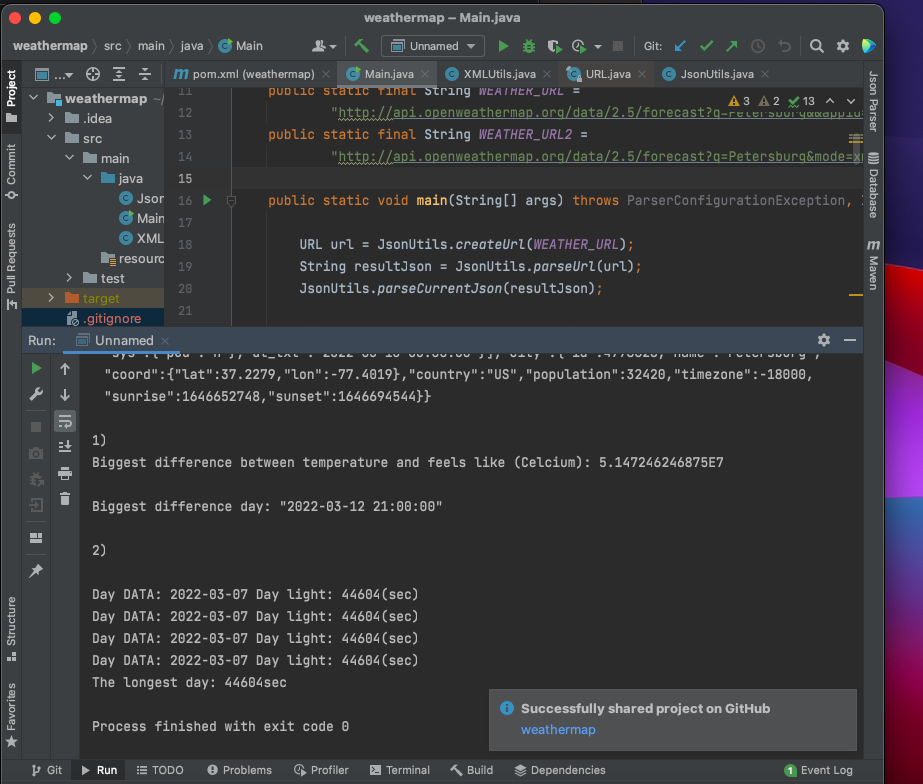 weathermap – Main.java
weathermap src main java Main Unnamed Git:
Project
Commit
Pull Requests
Structure
Favorites
pom.xml (weathermap) Main.java XMLUtils.java URL.java JsonUtils.java
weathermap ~/
.idea
src
main
java
Json
Main
XML
resourc
test
target
.gitignore
3 2 13
11 public static final String WEATHER_URL =
12 "http://api.openweathermap.org/data/2.5/forecast?q=Petersburg&appid
13 public static final String WEATHER_URL2 =
14 "http://api.openweathermap.org/data/2.5/forecast?q=Petersburg&mode=xm
15
16 public static void main(String[] args) throws ParserConfigurationException,
17
18 URL url = JsonUtils.createUrl(WEATHER_URL);
19 String resultJson = JsonUtils.parseUrl(url);
20 JsonUtils.parseCurrentJson(resultJson);
21
Json Parser
Database
Maven
Run: Unnamed
"coord":{"lat":37.2279,"lon":-77.4019},"country":"US","population":32420,"timezone":-18000,
"sunrise":1646652748,"sunset":1646694544}}
1)
Biggest difference between temperature and feels like (Celcium): 5.147246246875E7
Biggest difference day: "2022-03-12 21:00:00"
2)
Day DATA: 2022-03-07 Day light: 44604(sec)
Day DATA: 2022-03-07 Day light: 44604(sec)
Day DATA: 2022-03-07 Day light: 44604(sec)
Day DATA: 2022-03-07 Day light: 44604(sec)
The longest day: 44604sec
Process finished with exit code 0
Successfully shared project on GitHub
weathermap
Git Run TODO Problems Profiler Terminal Build Dependencies 1 Event Log